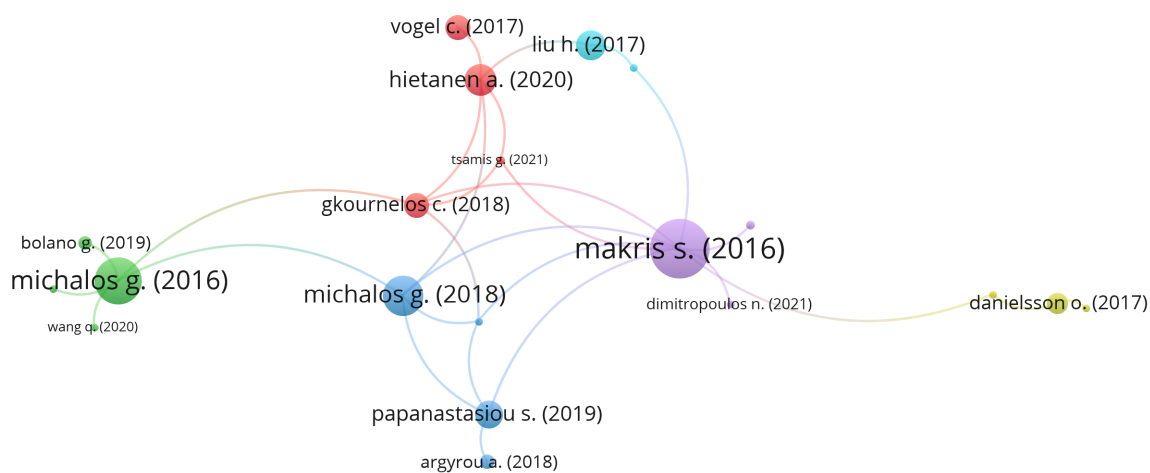 vogel c. (2017)
liu h. (2017)
hietanen a. (2020)
tsamis g. (2021)
gkournelos c. (2018)
bolano g. (2019)
makris s. (2016)
michalos g. (2016)
michalos g. (2018)
dimitropoulos n. (2021)
danielsson o. (2017)
wang q. (2020)
papanastasiou s. (2019)
argyrou a. (2018)